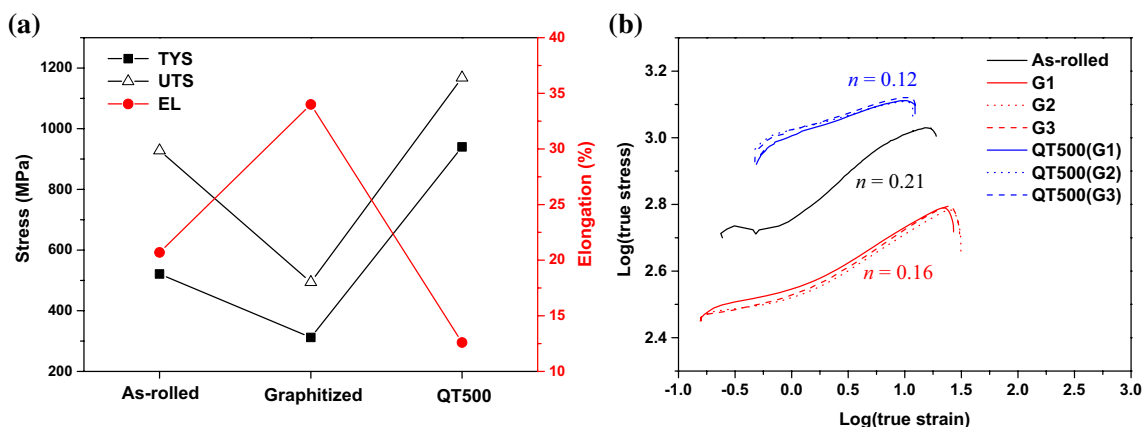 (a)
TYS
UTS
EL
1200
1000
800
600
400
200
Stress (MPa)
40
35
30
25
20
15
10
Elongation (%)
As-rolled
Graphitized
QT500
(b)
3.2
3.0
2.8
2.6
2.4
Log(true stress)
n = 0.12
n = 0.21
n = 0.16
As-rolled
G1
G2
G3
QT500(G1)
QT500(G2)
QT500(G3)
-1.0 -0.5 0.0 0.5 1.0 1.5 2.0 2.5 3.0
Log(true strain)